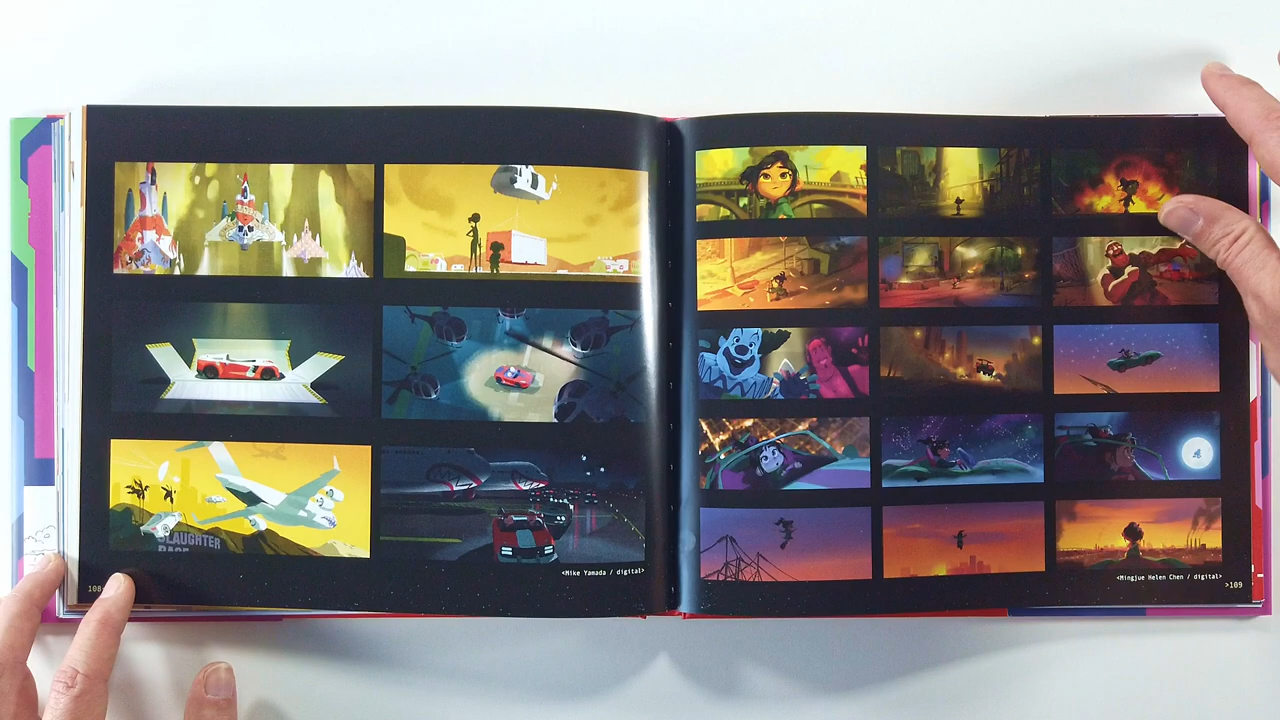 SLAUGHTER
RACE
<Mike Yamada / digital>
108<
<Mingjue Helen Chen / digital>
>109